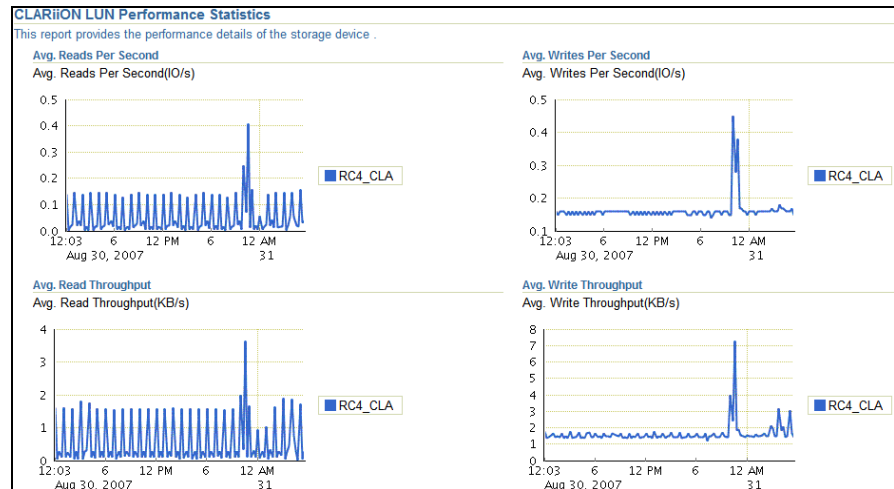 CLARiiON LUN Performance Statistics
This report provides the performance details of the storage device .
Avg. Reads Per Second
Avg. Reads Per Second(IO/s)
0.5
0.4
0.3
0.2
0.1
0.0
12:03 6 12 PM 6 12 AM
Aug 30, 2007 31
RC4_CLA
Avg. Writes Per Second
Avg. Writes Per Second(IO/s)
0.5
0.4
0.3
0.2
0.1
12:03 6 12 PM 6 12 AM
Aug 30, 2007 31
RC4_CLA
Avg. Read Throughput
Avg. Read Throughput(KB/s)
4
3
2
1
0
12:03 6 12 PM 6 12 AM
Aug 30, 2007 31
RC4_CLA
Avg. Write Throughput
Avg. Write Throughput(KB/s)
8
7
6
5
4
3
2
1
0
12:03 6 12 PM 6 12 AM
Aug 30, 2007 31
RC4_CLA